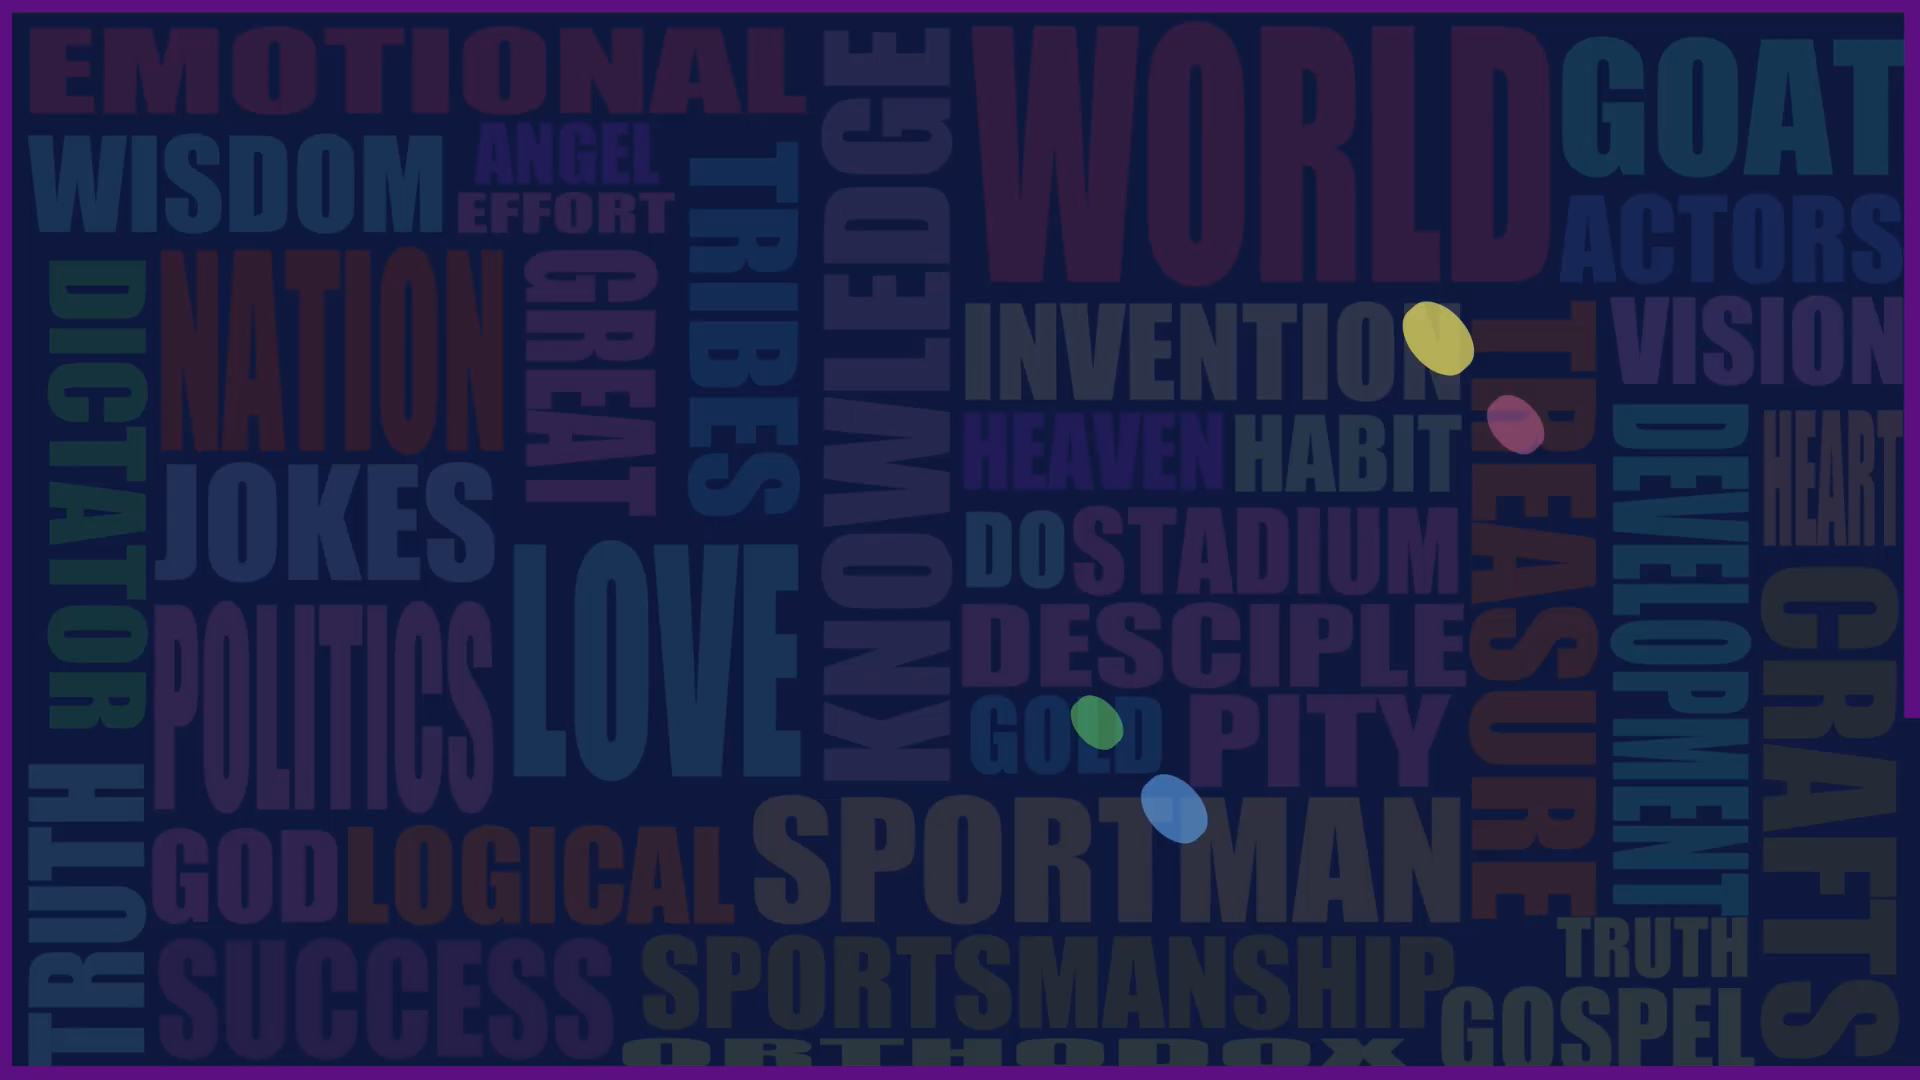 EMOTIONAL
KNOWLEDGE
WORLD
GOAT
WISDOM
ANGEL
EFFORT
TRIBES
ACTORS
DICTATOR
NATION
GREAT
INVENTION
TREASURE
VISION
HEAVEN
HABIT
DEVELOPMENT
HEART
JOKES
DO
STADIUM
LOVE
CRAFTS
POLITICS
DESCIPLE
GOLD
PITY
TRUTH
GOD
LOGICAL
SPORTMAN
SUCCESS
SPORTSMANSHIP
TRUTH
GOSPEL
ORTHODOX